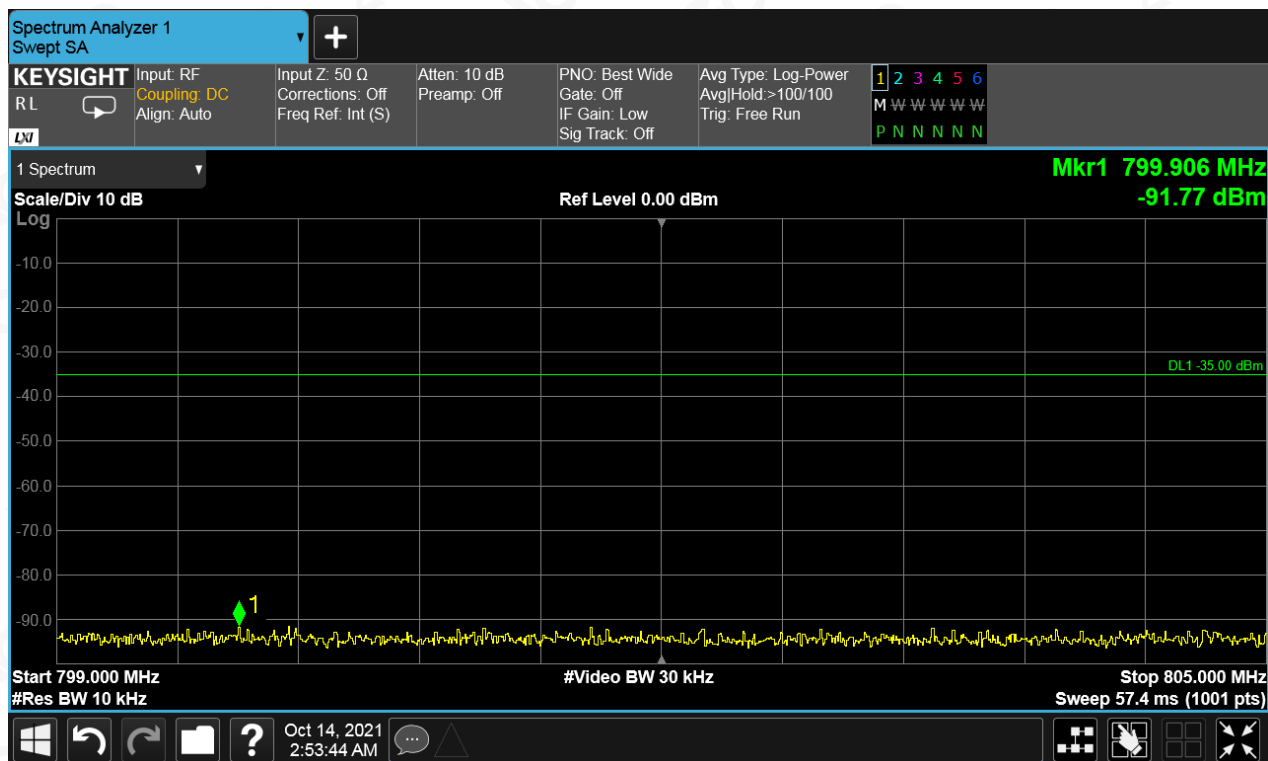 Spectrum Analyzer 1
Swept SA
+
KEYSIGHT
RL
LXI
Input: RF
Coupling: DC
Align: Auto
Input Z: 50 Ω
Corrections: Off
Freq Ref: Int (S)
Atten: 10 dB
Preamp: Off
PNO: Best Wide
Gate: Off
IF Gain: Low
Sig Track: Off
Avg Type: Log-Power
Avg|Hold:>100/100
Trig: Free Run
1 2 3 4 5 6
M W W W W W
P N N N N N
1 Spectrum
Mkr1 799.906 MHz
-91.77 dBm
Scale/Div 10 dB
Ref Level 0.00 dBm
Log
-10.0
-20.0
-30.0
DL1 -35.00 dBm
-40.0
-50.0
-60.0
-70.0
-80.0
1
-90.0
Start 799.000 MHz
#Video BW 30 kHz
Stop 805.000 MHz
#Res BW 10 kHz
Sweep 57.4 ms (1001 pts)
?
Oct 14, 2021
2:53:44 AM